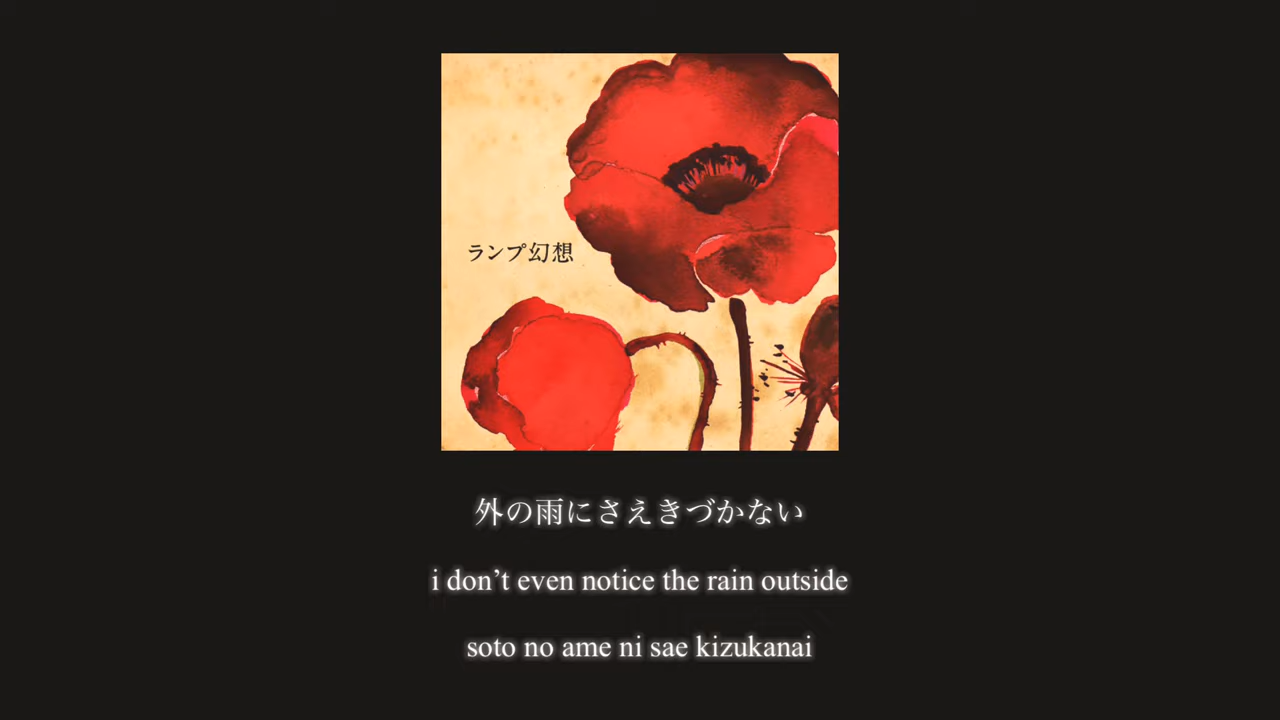 ランプ幻想
外の雨にさえきづかない
i don’t even notice the rain outside
soto no ame ni sae kizukanai